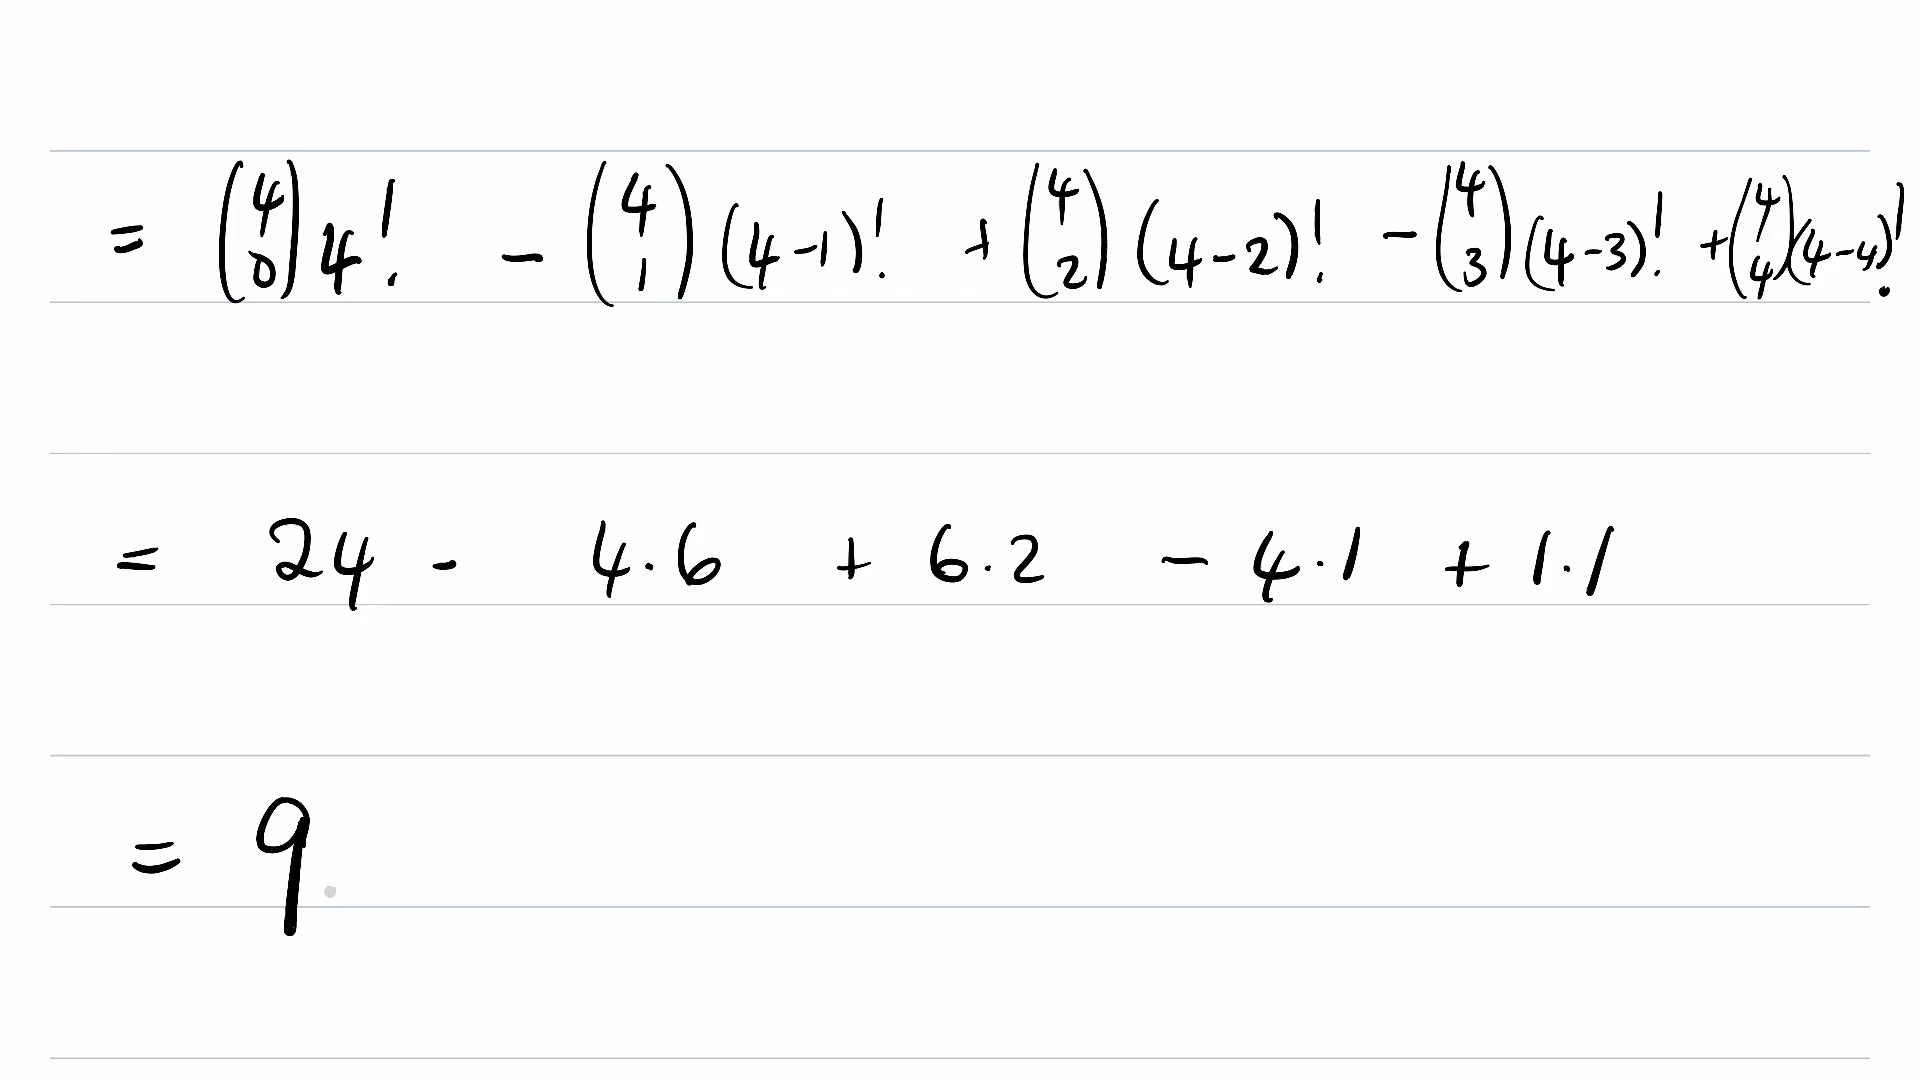 = (4 0) 4! - (4 1) (4-1)! + (4 2) (4-2)! - (4 3) (4-3)! + (4 4) (4-4)!
= 24 - 4·6 + 6·2 - 4·1 + 1·1
= 9